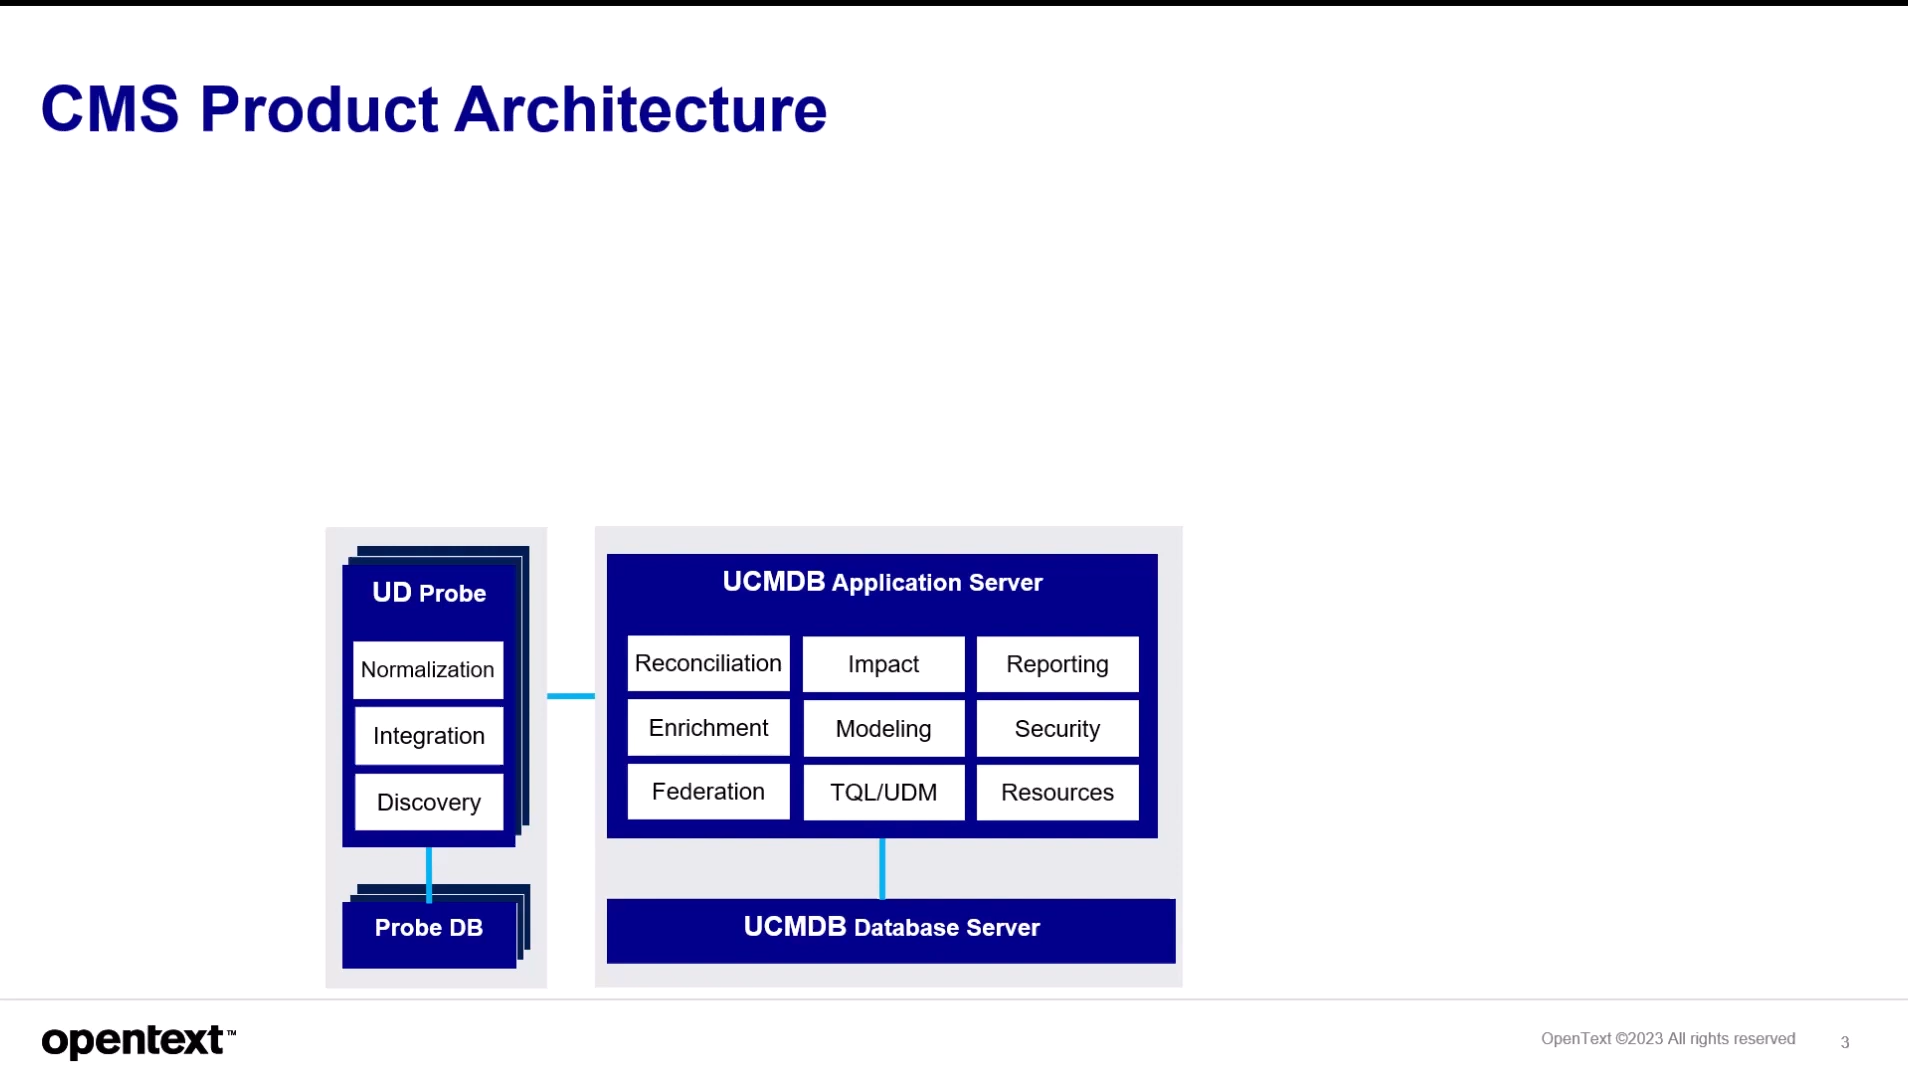 CMS Product Architecture
UD Probe
Normalization
Integration
Discovery
Probe DB
UCMDB Application Server
Reconciliation
Impact
Reporting
Enrichment
Modeling
Security
Federation
TQL/UDM
Resources
UCMDB Database Server
opentext™
OpenText ©2023 All rights reserved
3